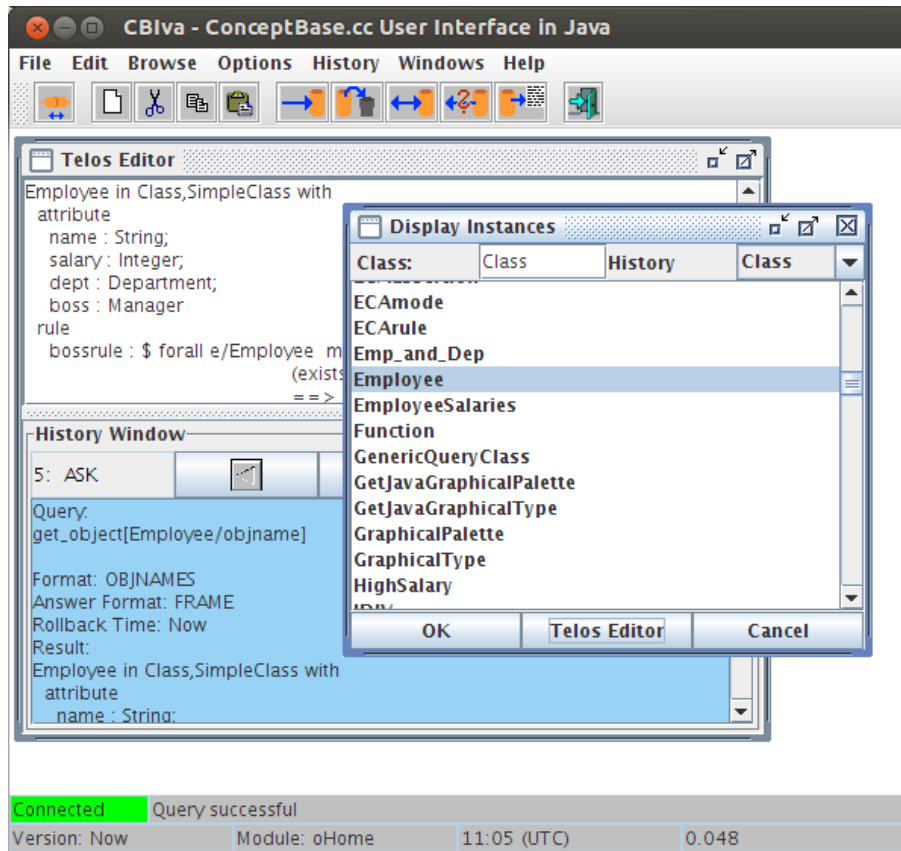 CBIva - ConceptBase.cc User Interface in Java
File Edit Browse Options History Windows Help
Telos Editor
Employee in Class,SimpleClass with
attribute
name : String;
salary : Integer;
dept : Department;
boss : Manager
rule
bossrule : $ forall e/Employee m
(exists
==>
History Window
5: ASK
Query:
get_object[Employee/objname]
Format: OBJNAMES
Answer Format: FRAME
Rollback Time: Now
Result:
Employee in Class,SimpleClass with
attribute
name : String;
Display Instances
Class: Class History Class
ECAmode
ECArule
Emp_and_Dep
Employee
EmployeeSalaries
Function
GenericQueryClass
GetJavaGraphicalPalette
GetJavaGraphicalType
GraphicalPalette
GraphicalType
HighSalary
OK Telos Editor Cancel
Connected Query successful
Version: Now Module: oHome 11:05 (UTC) 0.048